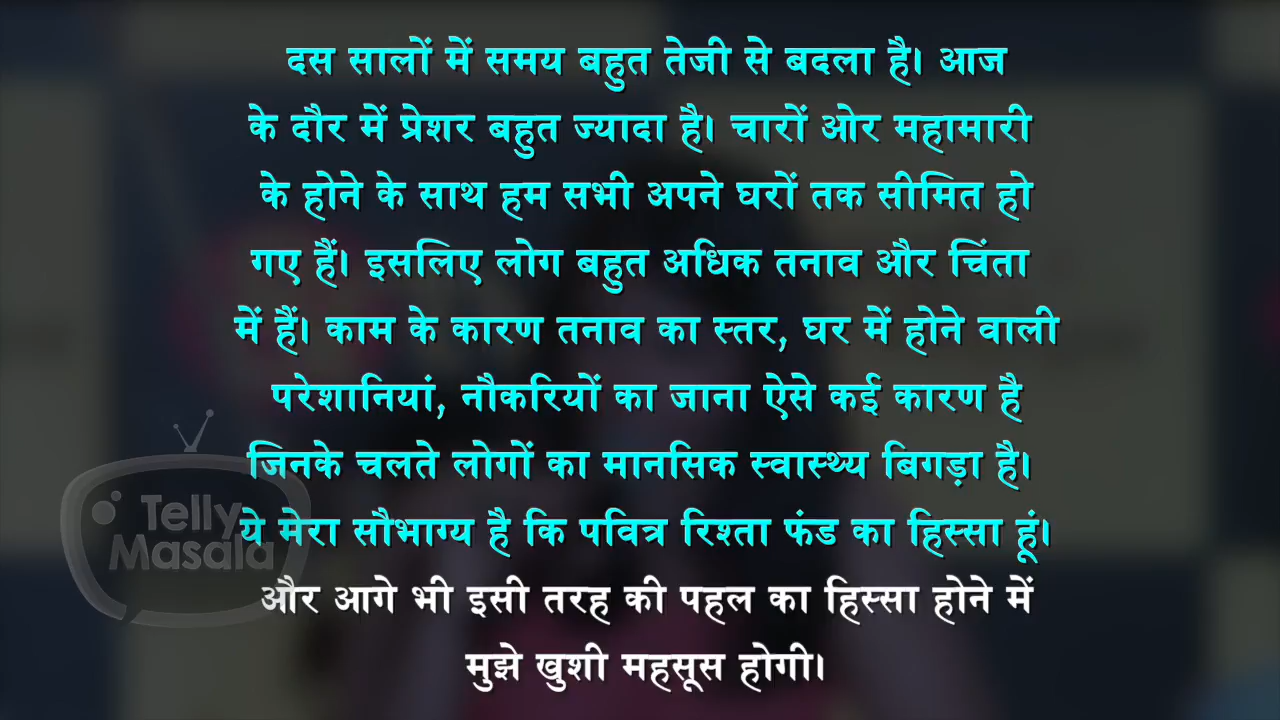 दस सालों में समय बहुत तेजी से बदला है। आज
के दौर में प्रेशर बहुत ज्यादा है। चारों ओर महामारी
के होने के साथ हम सभी अपने घरों तक सीमित हो
गए हैं। इसलिए लोग बहुत अधिक तनाव और चिंता
में हैं। काम के कारण तनाव का स्तर, घर में होने वाली
परेशानियां, नौकरियों का जाना ऐसे कई कारण है
जिनके चलते लोगों का मानसिक स्वास्थ्य बिगड़ा है।
ये मेरा सौभाग्य है कि पवित्र रिश्ता फंड का हिस्सा हूं।
और आगे भी इसी तरह की पहल का हिस्सा होने में
मुझे खुशी महसूस होगी।
Telly
Masala